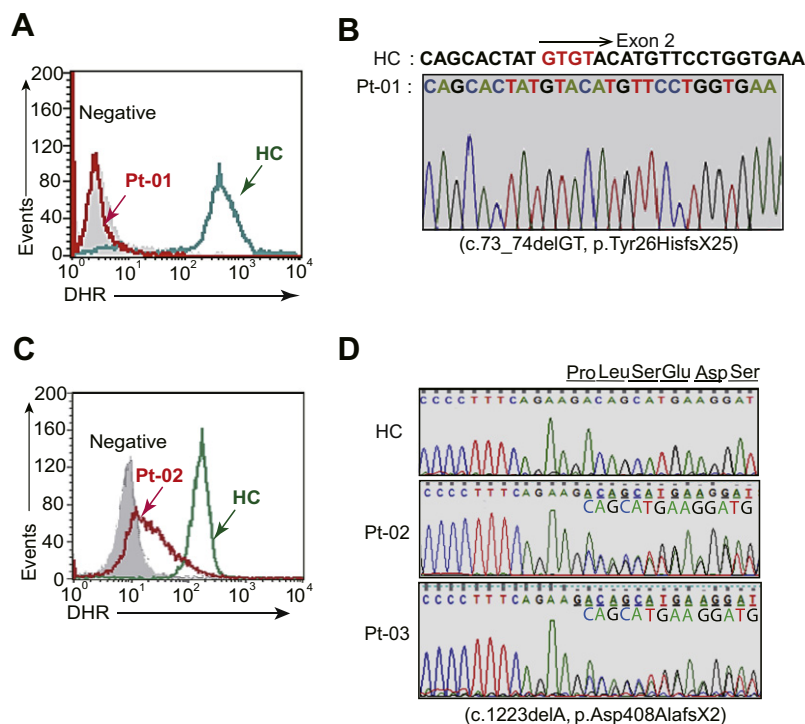 A
200
160
120
80
40
0
Events
Negative
Pt-01
HC
10^0 10^1 10^2 10^3 10^4
DHR
B
Exon 2
HC : CAGCACTAT GTGTACATGTTCCTGGTGAA
Pt-01 : CAGCACTATGTACATGTTCCTGGTGAA
(c.73_74delGT, p.Tyr26HisfsX25)
C
200
160
120
80
40
0
Events
Negative
Pt-02
HC
10^0 10^1 10^2 10^3 10^4
DHR
D
Pro Leu Ser Glu Asp Ser
HC
CCCCTTTCAGAAGACAGCATGAAGGAT
Pt-02
CCCCTTTCAGAAGACAGCATGAAGGAT
CAGCATGAAGGATG
Pt-03
CCCCTTTCAGAAGACAGCATGAAGGAT
CAGCATGAAGGATG
(c.1223delA, p.Asp408AlafsX2)